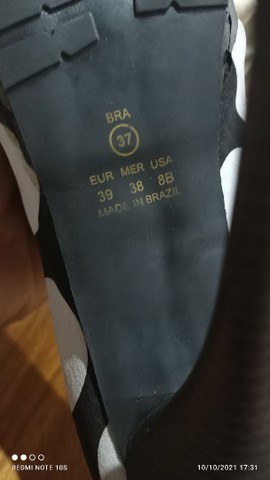 BRA
37
EUR MER USA
39 38 8B
MADE IN BRAZIL
REDMI NOTE 10S
10/10/2021 17:31